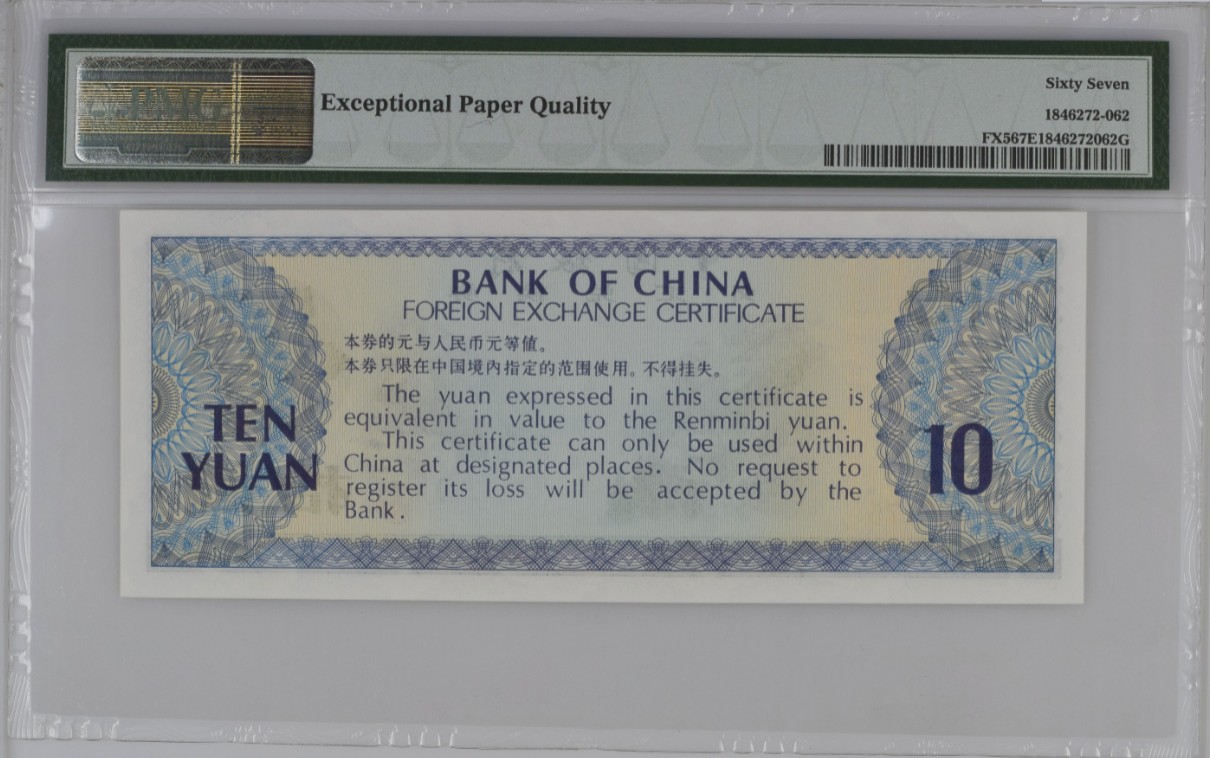 PMG
Exceptional Paper Quality
Sixty Seven
1846272-062
FX567E1846272062G
BANK OF CHINA
FOREIGN EXCHANGE CERTIFICATE
本券的元与人民币元等值。
本券只限在中国境内指定的范围使用。不得挂失。
The yuan expressed in this certificate is
equivalent in value to the Renminbi yuan.
This certificate can only be used within
China at designated places. No request to
register its loss will be accepted by the
Bank.
TEN
YUAN
10